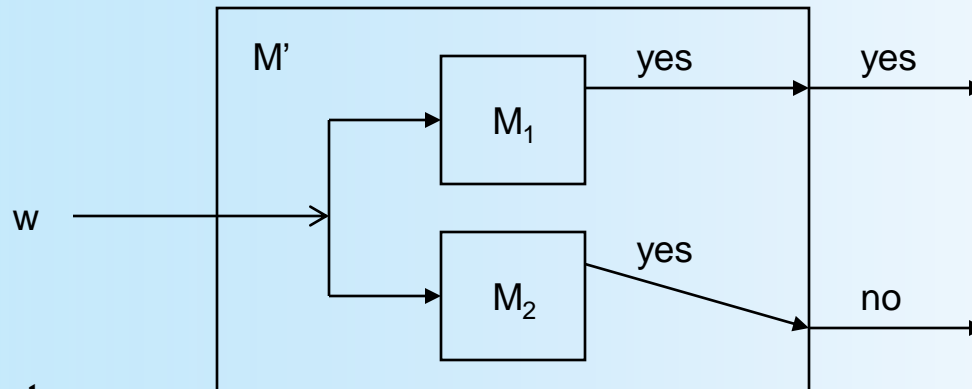 M’
yes
yes
M₁
w
yes
M₂
no